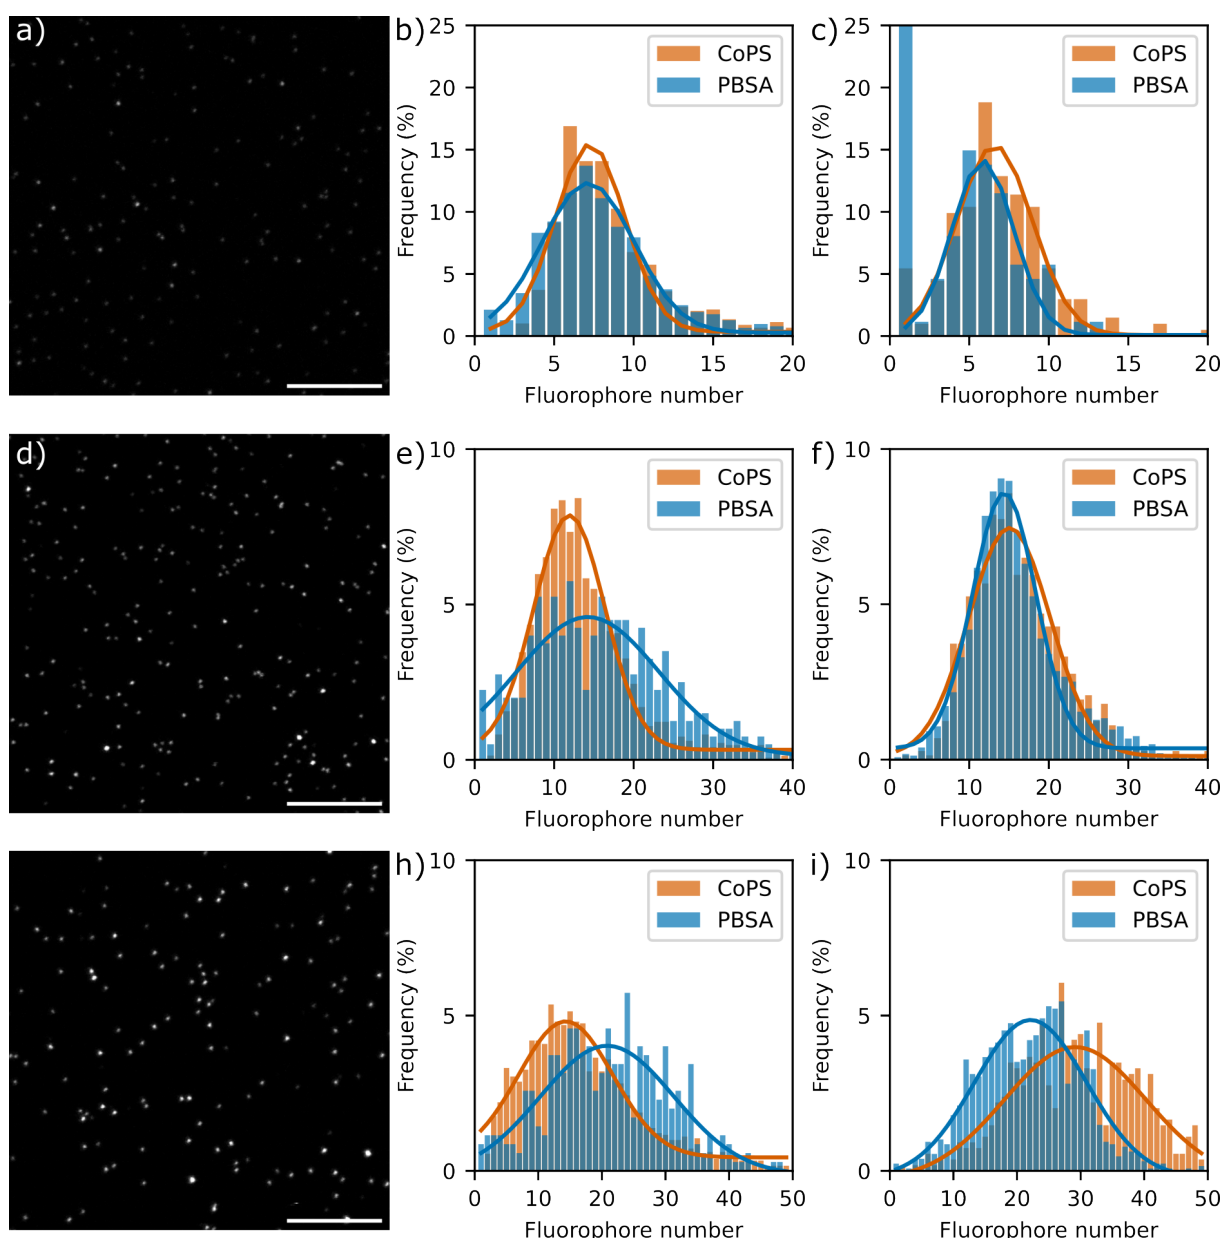 a)
b)
25
20
15
10
5
0
0 5 10 15 20
Frequency (%)
Fluorophore number
CoPS
PBSA
c)
25
20
15
10
5
0
0 5 10 15 20
Frequency (%)
Fluorophore number
CoPS
PBSA
d)
e)
10
5
0
0 10 20 30 40
Frequency (%)
Fluorophore number
CoPS
PBSA
f)
10
5
0
0 10 20 30 40
Frequency (%)
Fluorophore number
CoPS
PBSA
h)
10
5
0
0 10 20 30 40 50
Frequency (%)
Fluorophore number
CoPS
PBSA
i)
10
5
0
0 10 20 30 40 50
Frequency (%)
Fluorophore number
CoPS
PBSA